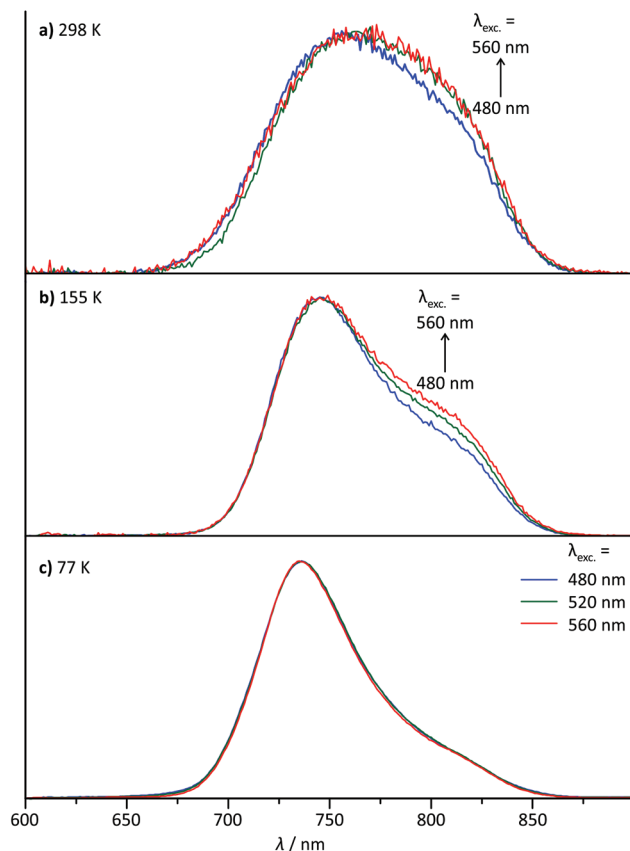 a) 298 K
λexc. =
560 nm
480 nm
b) 155 K
λexc. =
560 nm
480 nm
c) 77 K
λexc. =
480 nm
520 nm
560 nm
600 650 700 750 800 850
λ / nm